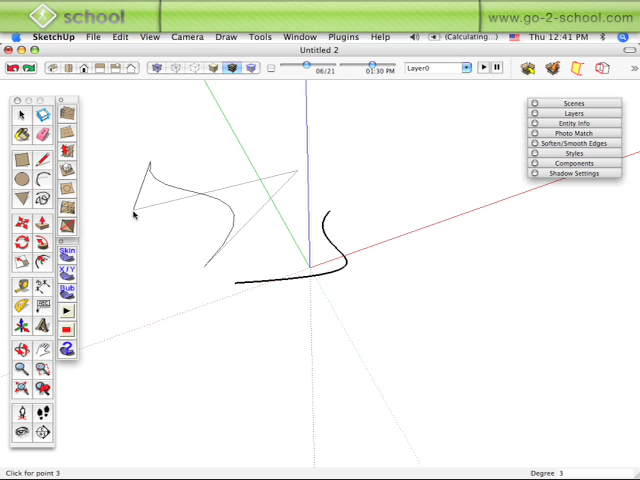 school
www.go-2-school.com
SketchUp File Edit View Camera Draw Tools Window Plugins Help (Calculating... Thu 12:41 PM
Untitled 2
06/21 01:30 PM Layer0
Scenes
Layers
Entity Info
Photo Match
Soften/Smooth Edges
Styles
Components
Shadow Settings
Skin
X/Y
Bub
Click for point 3
Degree 3